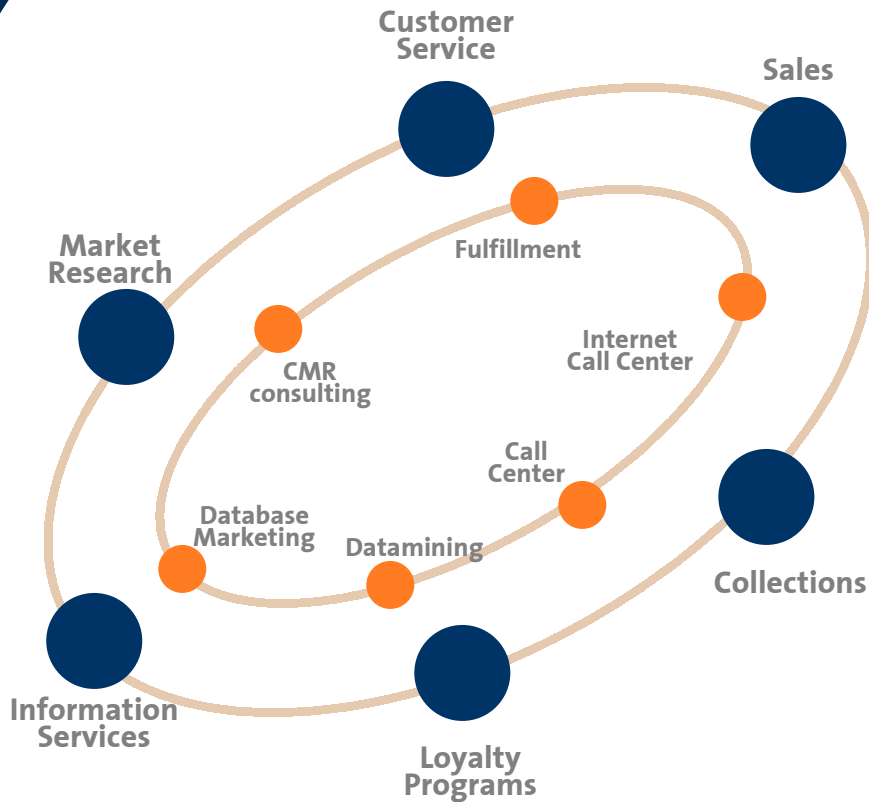 Customer
Service
Sales
Market
Research
Fulfillment
Internet
Call Center
CMR
consulting
Call
Center
Database
Marketing
Datamining
Collections
Information
Services
Loyalty
Programs